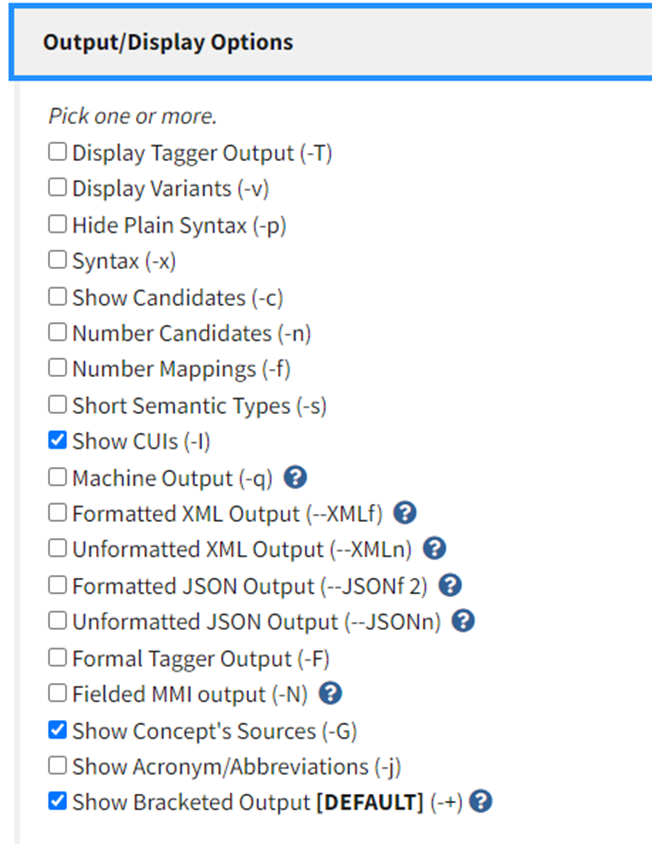 Output/Display Options
Pick one or more.
Display Tagger Output (-T)
Display Variants (-v)
Hide Plain Syntax (-p)
Syntax (-x)
Show Candidates (-c)
Number Candidates (-n)
Number Mappings (-f)
Short Semantic Types (-s)
Show CUIs (-I)
Machine Output (-q) ?
Formatted XML Output (--XMLf) ?
Unformatted XML Output (--XMLn) ?
Formatted JSON Output (--JSONf 2) ?
Unformatted JSON Output (--JSONn) ?
Formal Tagger Output (-F)
Fielded MMI output (-N) ?
Show Concept's Sources (-G)
Show Acronym/Abbreviations (-j)
Show Bracketed Output [DEFAULT] (-+) ?